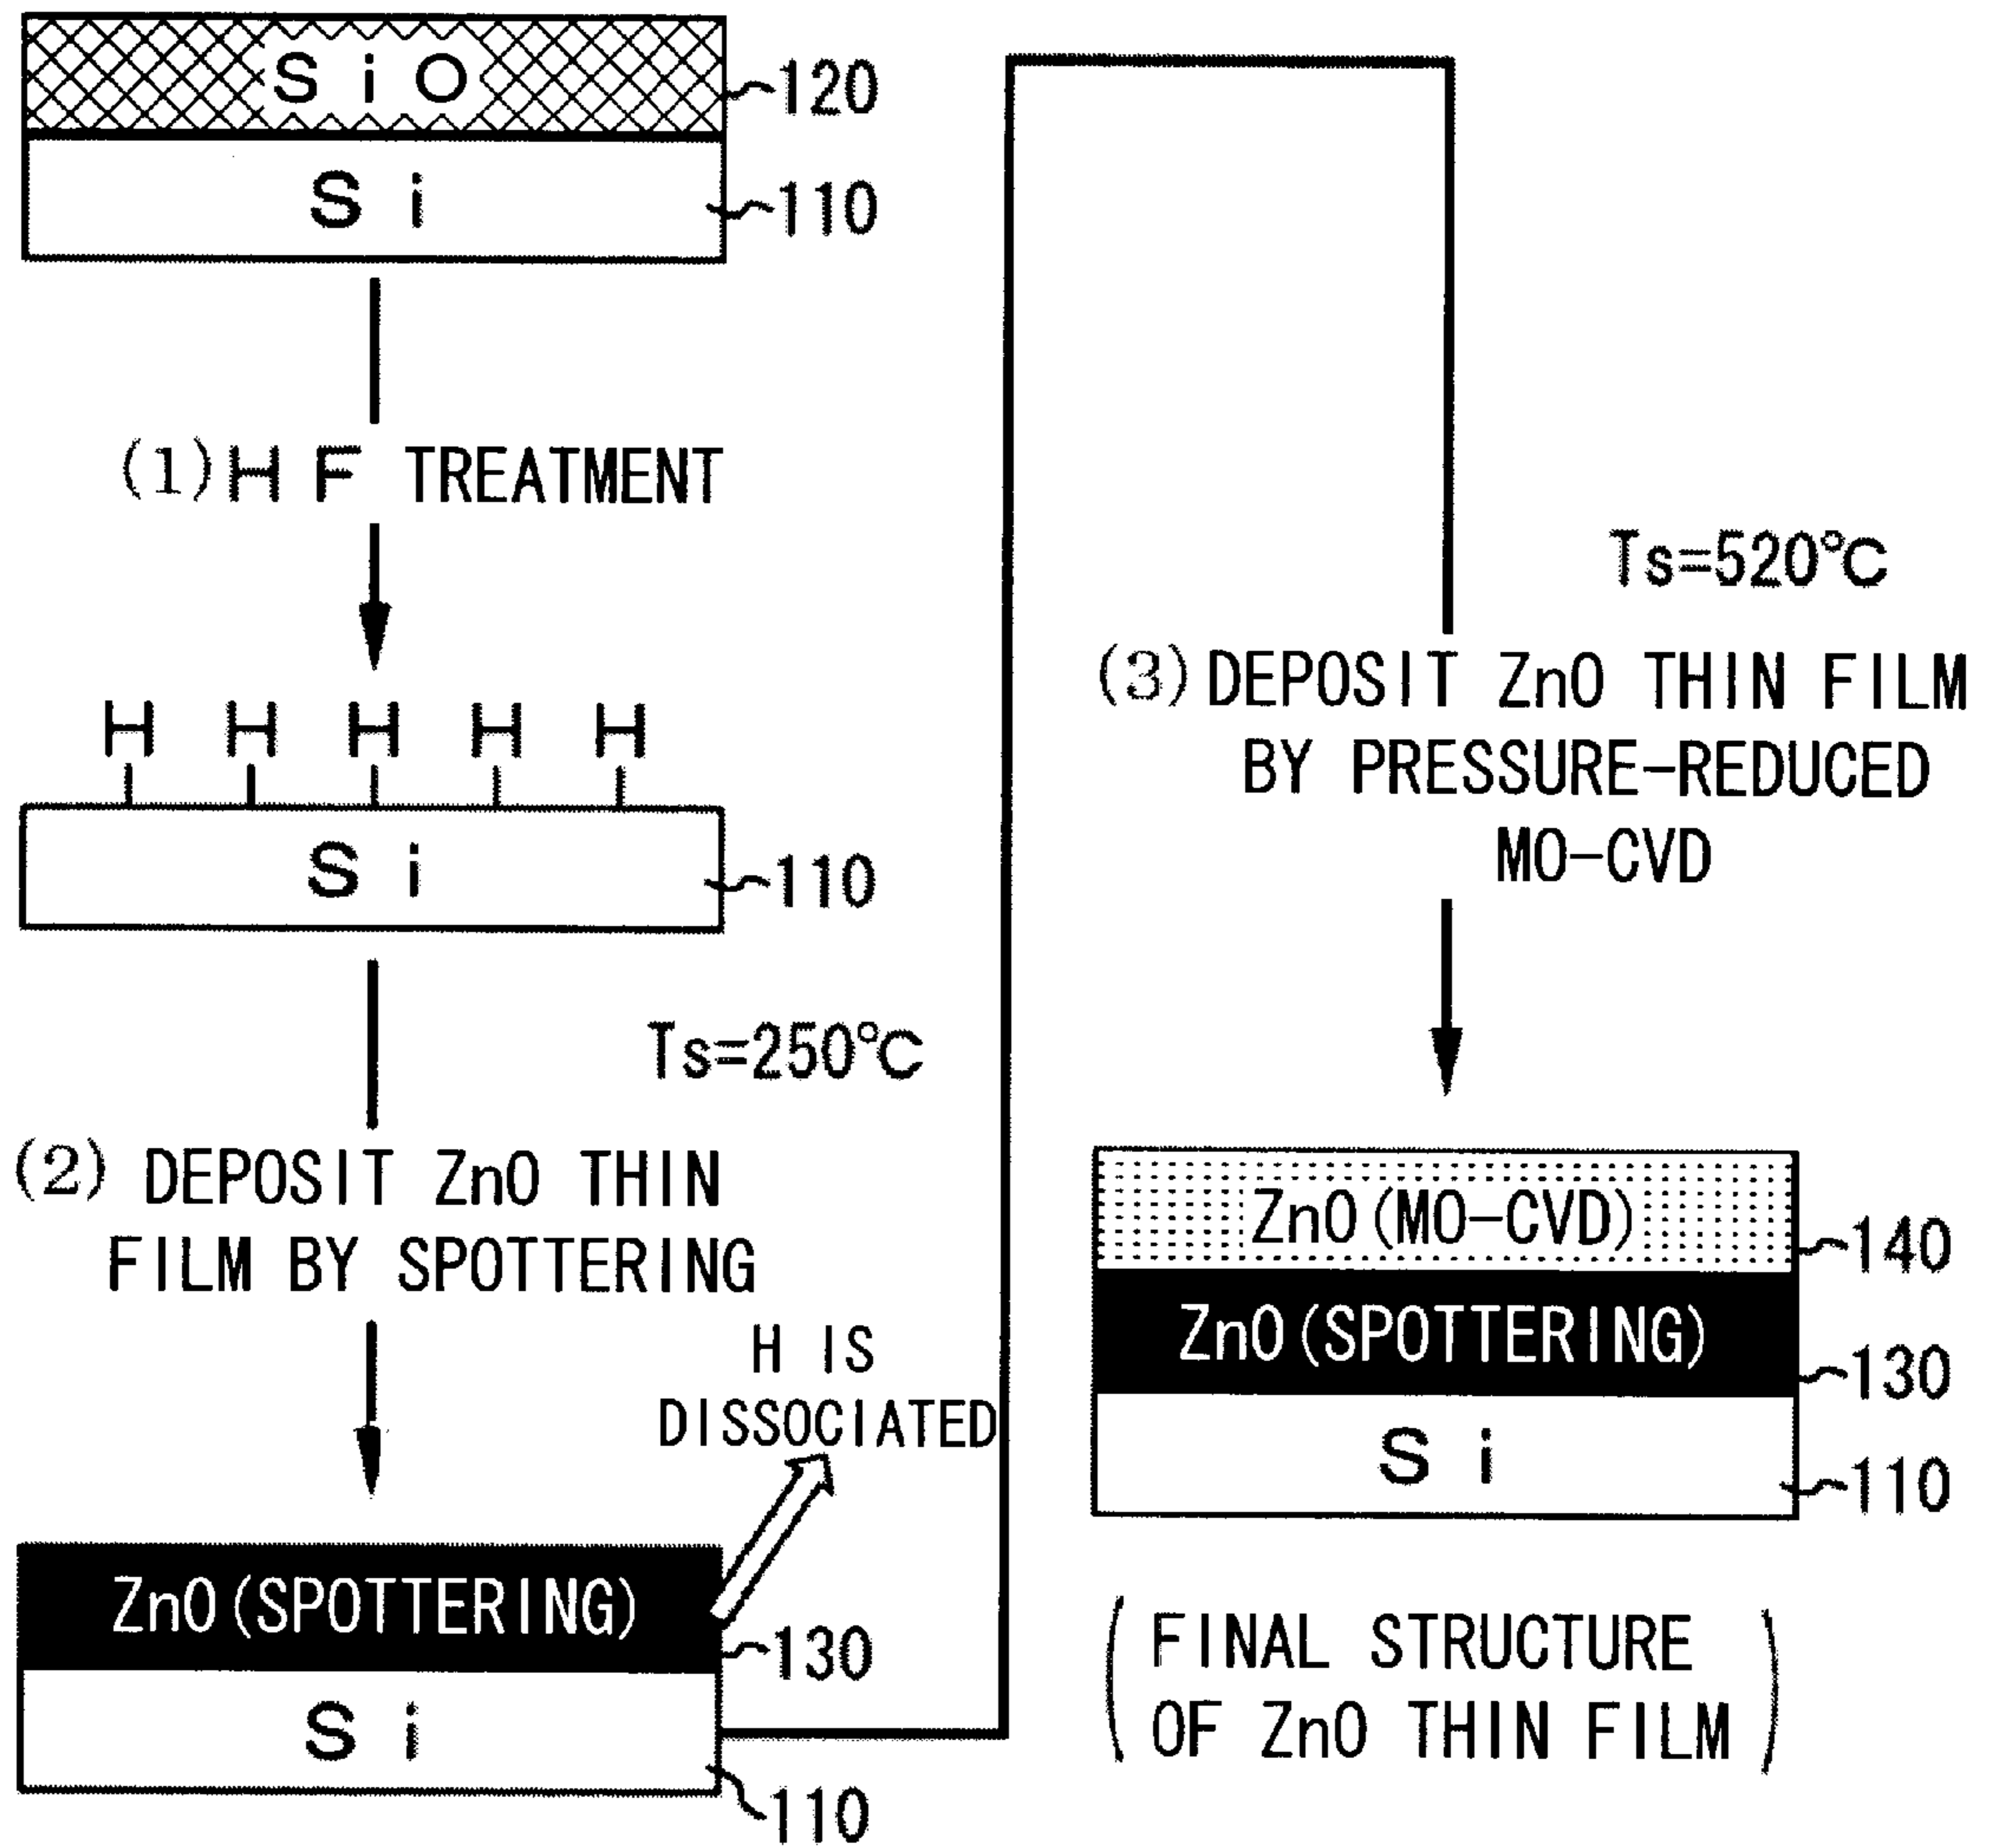 SiO
120
Si
110
(1) HF TREATMENT
H H H H H
Si
110
Ts=250℃
(2) DEPOSIT ZnO THIN
FILM BY SPOTTERING
H IS
DISSOCIATED
ZnO(SPOTTERING)
130
Si
110
Ts=520℃
(3) DEPOSIT ZnO THIN FILM
BY PRESSURE-REDUCED
MO-CVD
ZnO(MO-CVD)
140
ZnO(SPOTTERING)
130
Si
110
(FINAL STRUCTURE
OF ZnO THIN FILM)